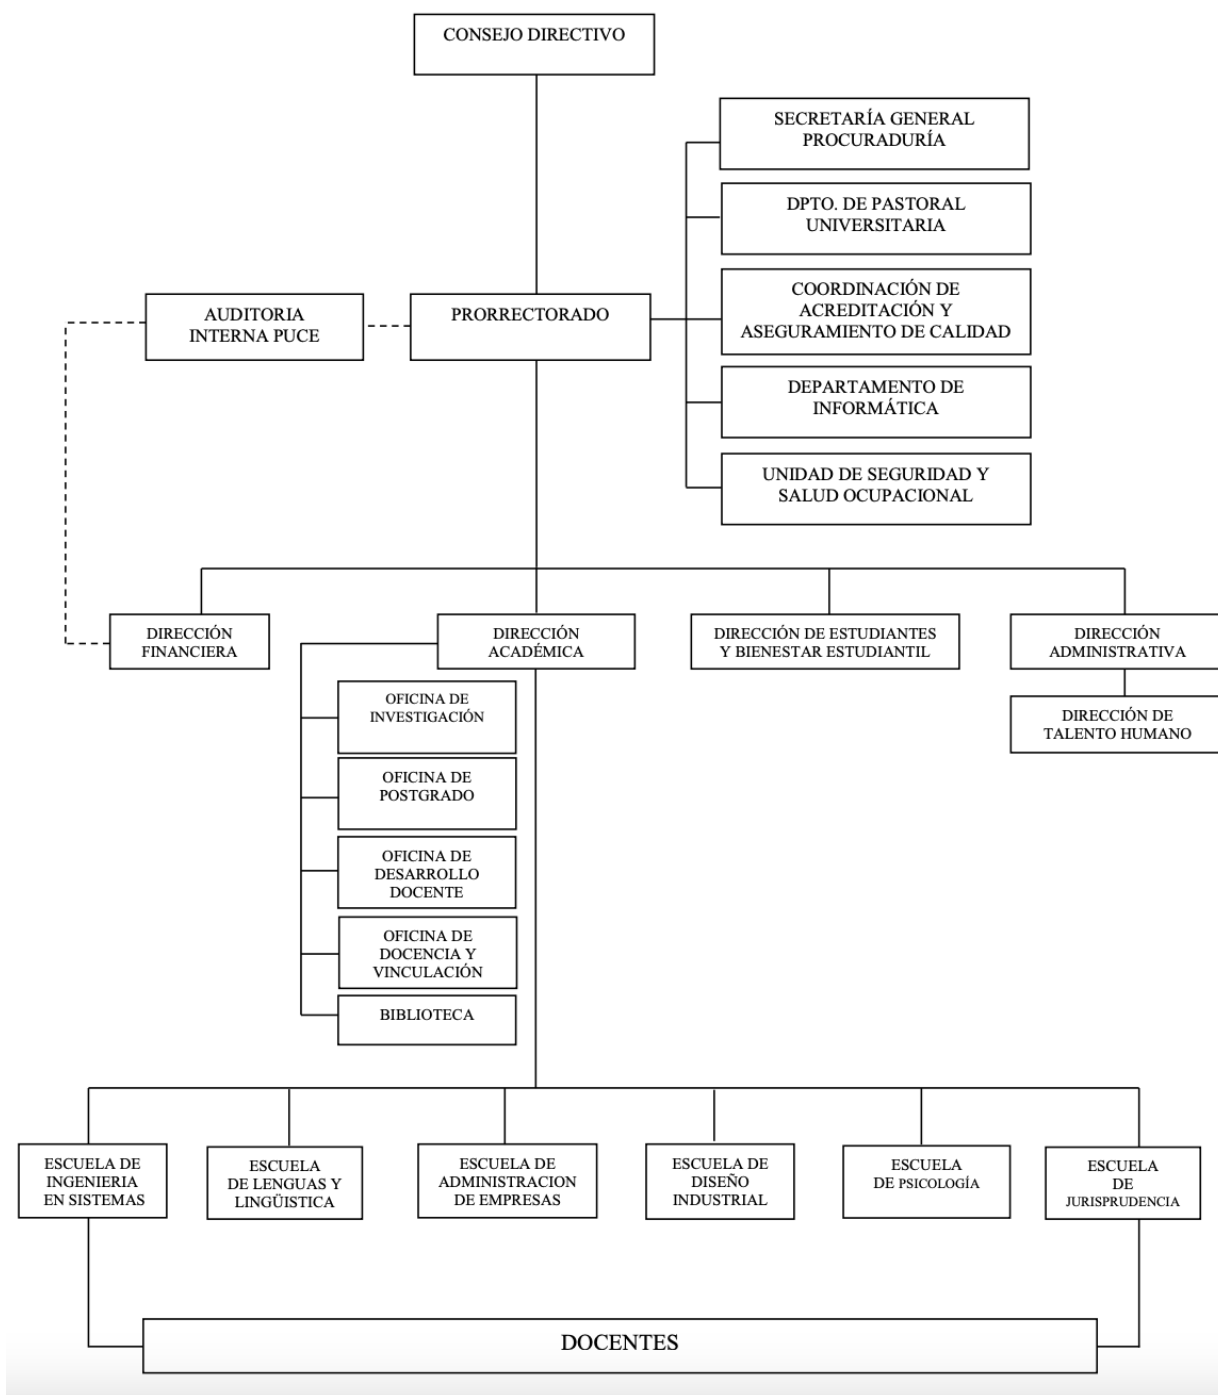 CONSEJO DIRECTIVO
SECRETARÍA GENERAL
PROCURADURÍA
DPTO. DE PASTORAL
UNIVERSITARIA
COORDINACIÓN DE
ACREDITACIÓN Y
ASEGURAMIENTO DE CALIDAD
AUDITORIA
INTERNA PUCE
PRORRECTORADO
DEPARTAMENTO DE
INFORMÁTICA
UNIDAD DE SEGURIDAD Y
SALUD OCUPACIONAL
DIRECCIÓN
FINANCIERA
DIRECCIÓN
ACADÉMICA
DIRECCIÓN DE ESTUDIANTES
Y BIENESTAR ESTUDIANTIL
DIRECCIÓN
ADMINISTRATIVA
DIRECCIÓN DE
TALENTO HUMANO
OFICINA DE
INVESTIGACIÓN
OFICINA DE
POSTGRADO
OFICINA DE
DESARROLLO
DOCENTE
OFICINA DE
DOCENCIA Y
VINCULACIÓN
BIBLIOTECA
ESCUELA DE
INGENIERIA
EN SISTEMAS
ESCUELA
DE LENGUAS Y
LINGÜISTICA
ESCUELA DE
ADMINISTRACION
DE EMPRESAS
ESCUELA DE
DISEÑO
INDUSTRIAL
ESCUELA
DE PSICOLOGÍA
ESCUELA
DE
JURISPRUDENCIA
DOCENTES